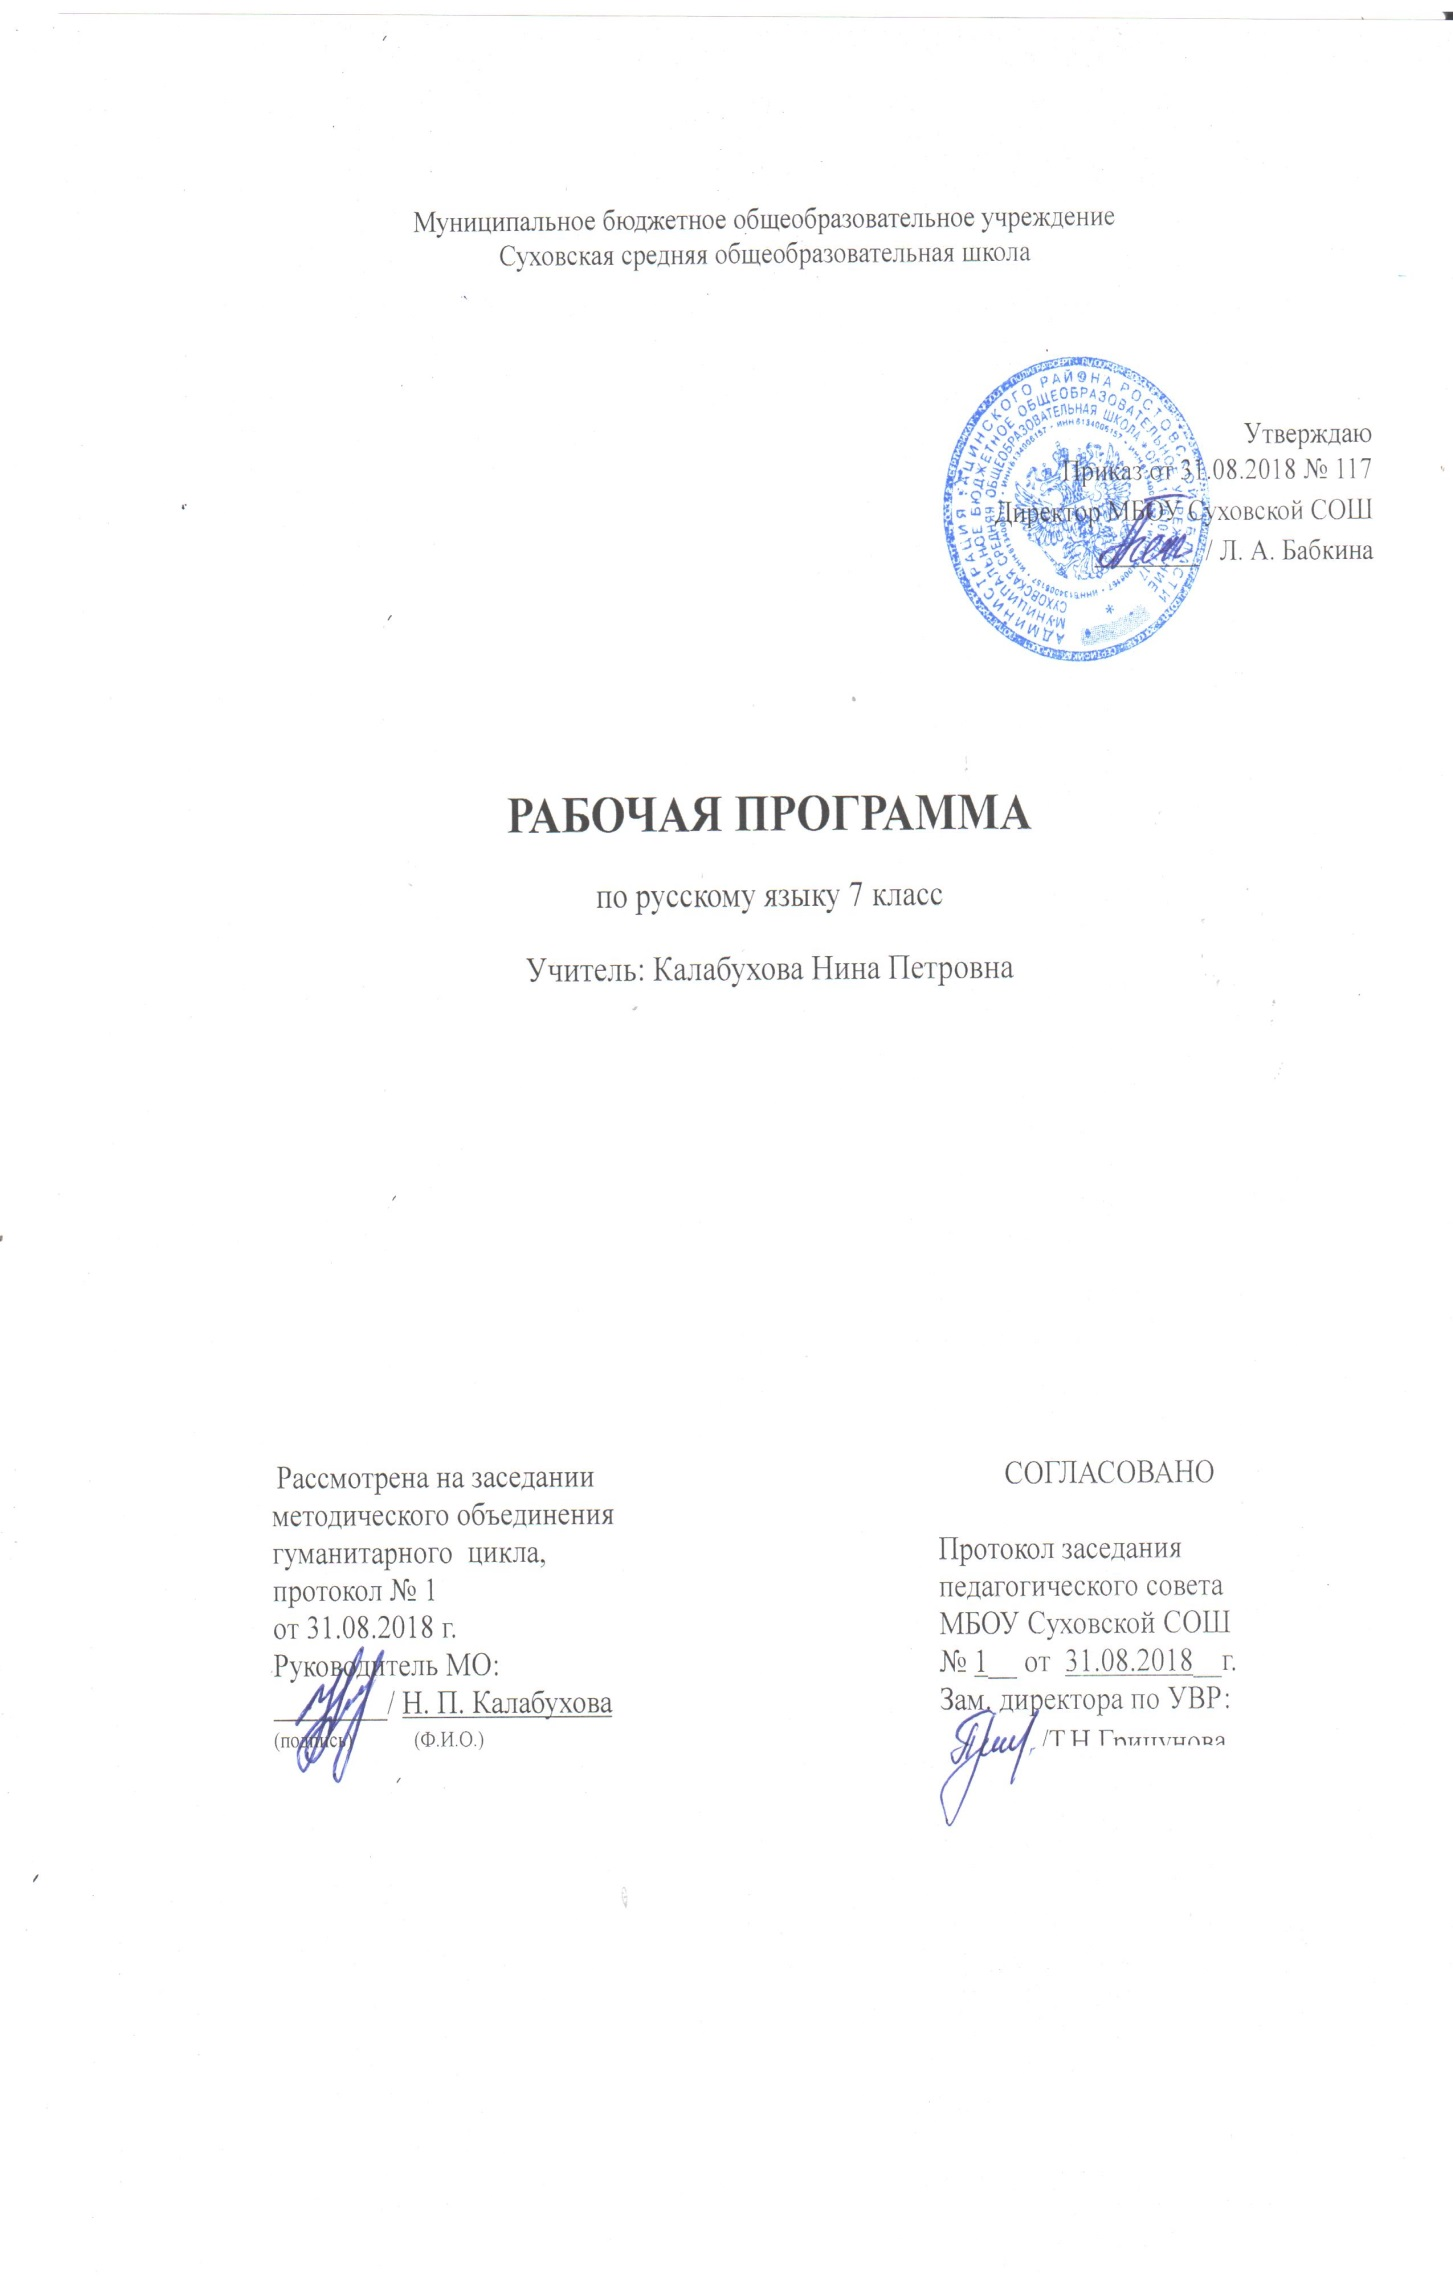 Муниципальное бюджетное общеобразовательное учреждение
Суховская средняя общеобразовательная школа
Утверждаю
Приказ от 31.08.2018 № 117
Директор МБОУ Суховской СОШ
/ Л. А. Бабкина
РАБОЧАЯ ПРОГРАММА
по русскому языку 7 класс
Учитель: Калабухова Нина Петровна
Рассмотрена на заседании
методического объединения
гуманитарного цикла,
протокол № 1
от 31.08.2018 г.
Руководитель МО:
/ Н. П. Калабухова
(подпись) (Ф.И.О.)
СОГЛАСОВАНО
Протокол заседания
педагогического совета
МБОУ Суховской СОШ
№ 1 от 31.08.2018 г.
Зам. директора по УВР:
/Т.Н.Грицунова